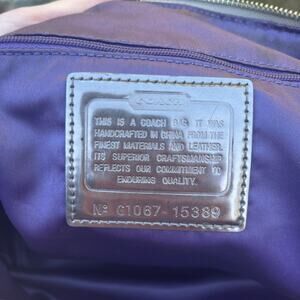 COACH
THIS IS A COACH BAG. IT WAS
HANDCRAFTED IN CHINA FROM THE
FINEST MATERIALS AND LEATHER.
ITS SUPERIOR CRAFTSMANSHIP
REFLECTS OUR COMMITMENT TO
ENDURING QUALITY.
Nº G1067-15389